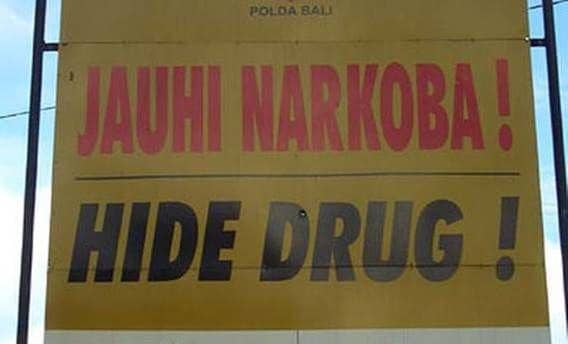 POLDA BALI
JAUHI NARKOBA !
HIDE DRUG !